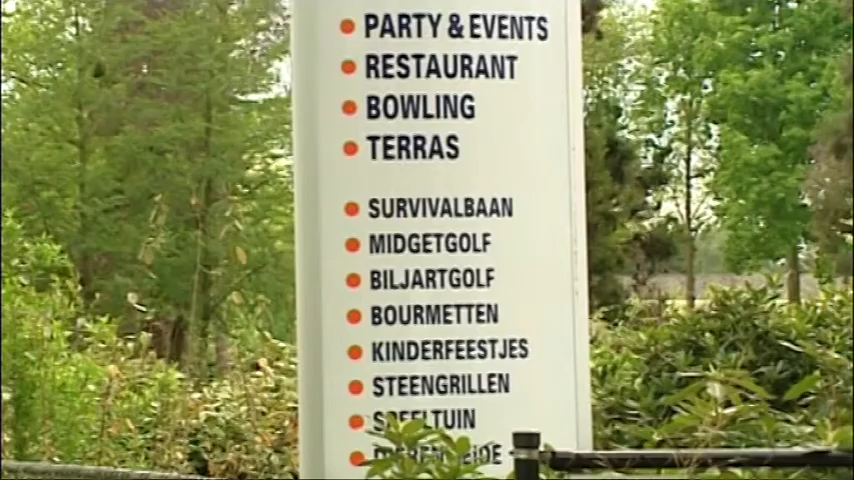 PARTY & EVENTS
RESTAURANT
BOWLING
TERRAS
SURVIVALBAAN
MIDGETGOLF
BILJARTGOLF
BOURMETTEN
KINDERFEESTJES
STEENGRILLEN
SPEELTUIN